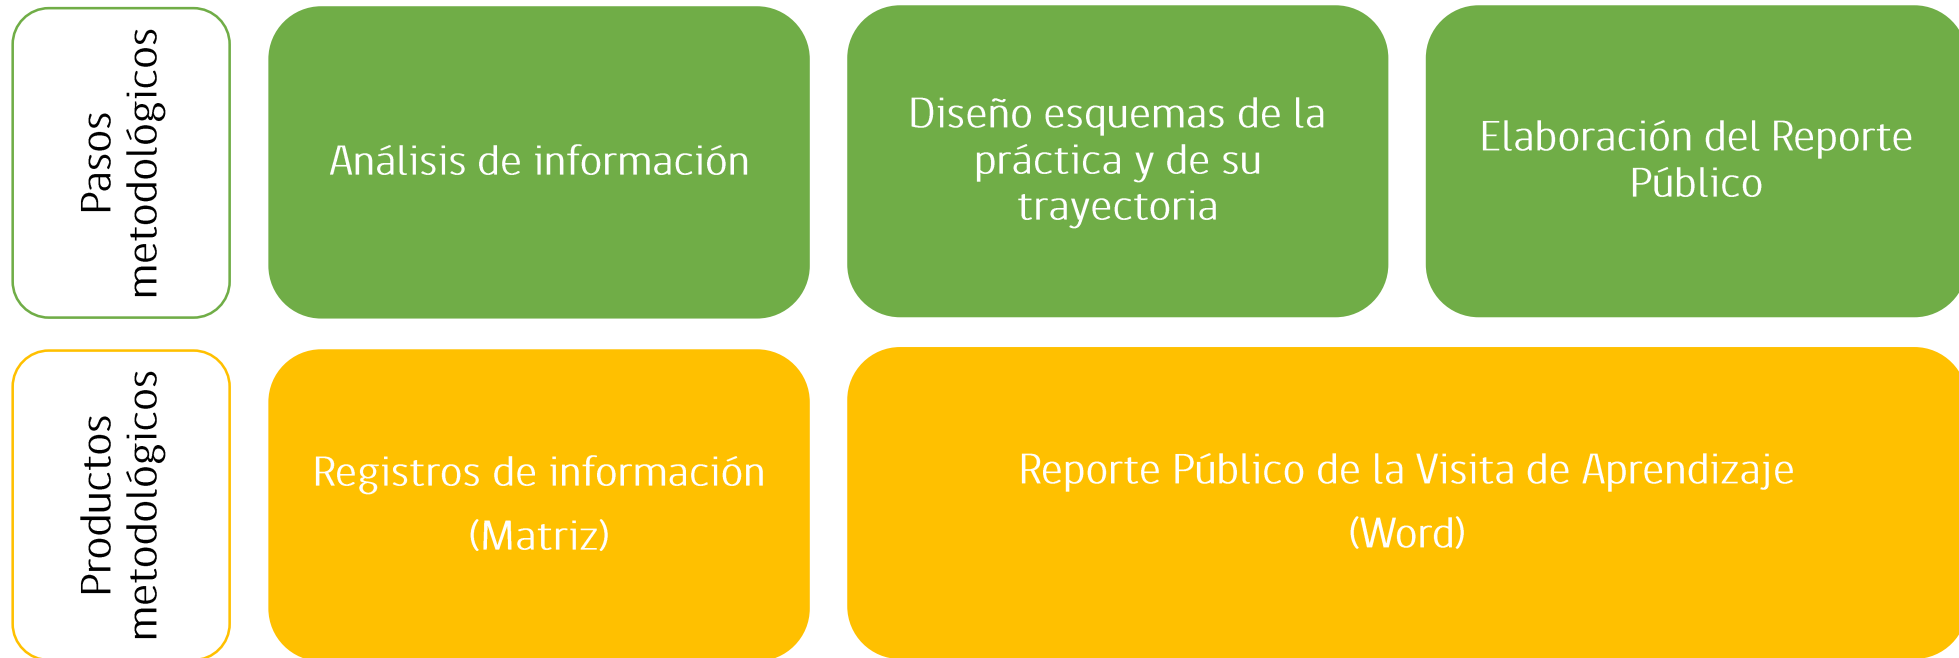 Pasos
metodológicos
Análisis de información
Diseño esquemas de la
práctica y de su
trayectoria
Elaboración del Reporte
Público
Productos
metodológicos
Registros de información
(Matriz)
Reporte Público de la Visita de Aprendizaje
(Word)